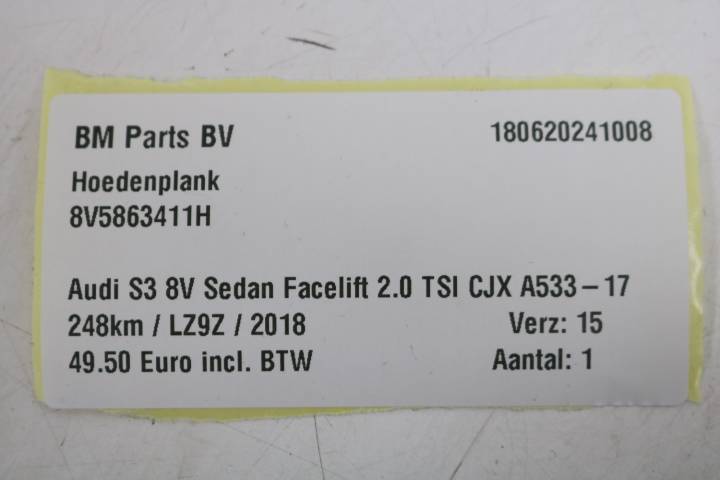 BM Parts BV 180620241008
Hoedenplank
8V5863411H
Audi S3 8V Sedan Facelift 2.0 TSI CJX A533-17
248km / LZ9Z / 2018 Verz: 15
49.50 Euro incl. BTW Aantal: 1